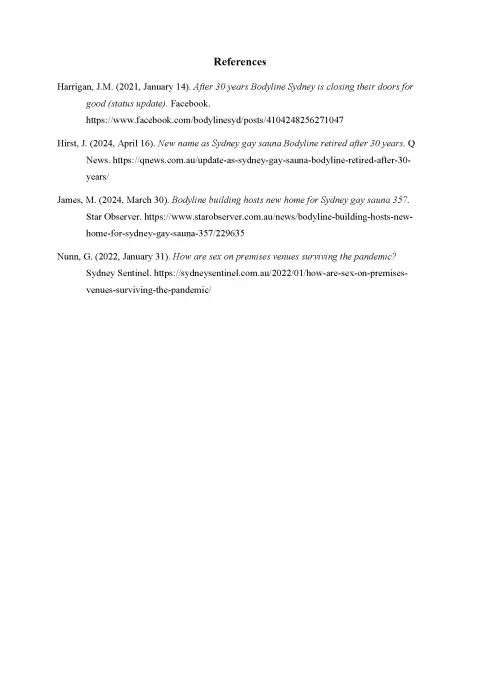 References
Harrigan, J.M. (2021, January 14). After 30 years Bodyline Sydney is closing their doors for
good (status update). Facebook.
https://www.facebook.com/bodylinesyd/posts/4104248256271047
Hirst, J. (2024, April 16). New name as Sydney gay sauna Bodyline retired after 30 years. Q
News. https://qnews.com.au/update-as-sydney-gay-sauna-bodyline-retired-after-30-
years/
James, M. (2024, March 30). Bodyline building hosts new home for Sydney gay sauna 357.
Star Observer. https://www.starobserver.com.au/news/bodyline-building-hosts-new-
home-for-sydney-gay-sauna-357/229635
Nunn, G. (2022, January 31). How are sex on premises venues surviving the pandemic?
Sydney Sentinel. https://sydneysentinel.com.au/2022/01/how-are-sex-on-premises-
venues-surviving-the-pandemic/